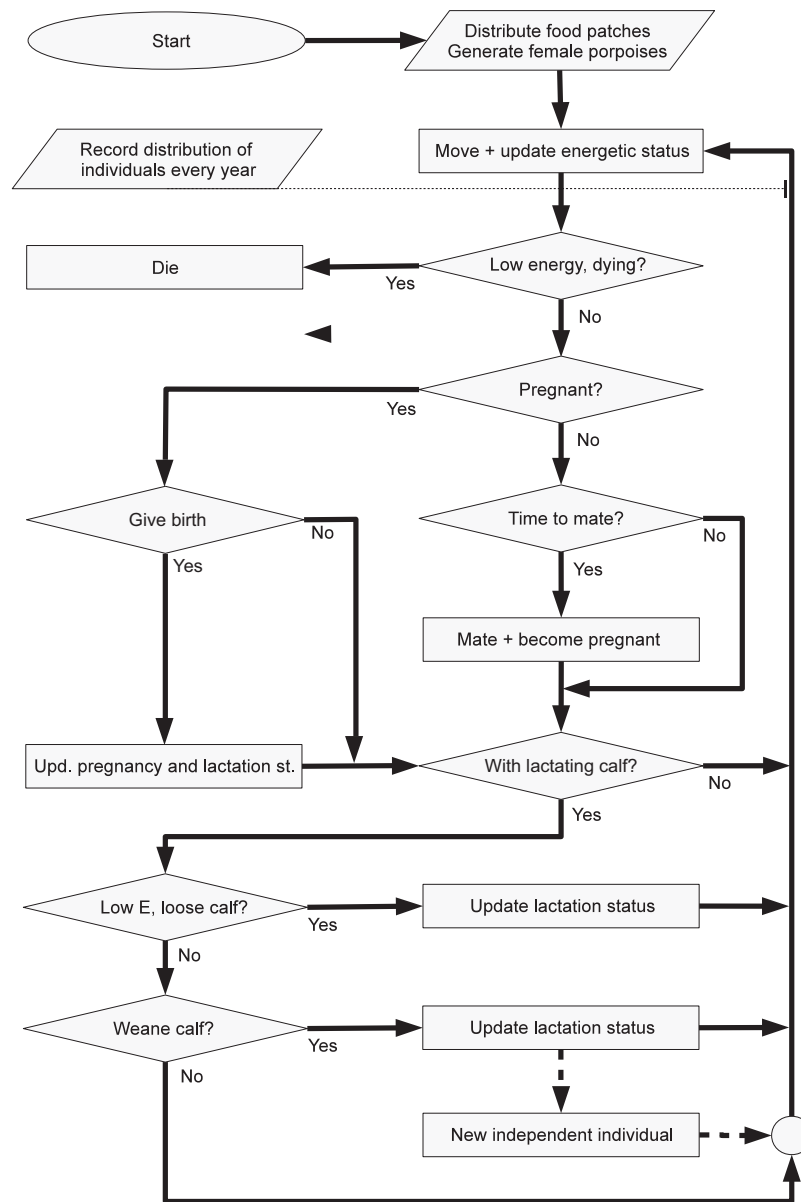 Start
Distribute food patches
Generate female porpoises
Record distribution of
individuals every year
Move + update energetic status
Die
Yes
Low energy, dying?
No
Pregnant?
Yes
No
Give birth
No
Yes
Time to mate?
No
Yes
Mate + become pregnant
Upd. pregnancy and lactation st.
With lactating calf?
No
Yes
Low E, loose calf?
Yes
No
Update lactation status
Weane calf?
Yes
No
Update lactation status
New independent individual